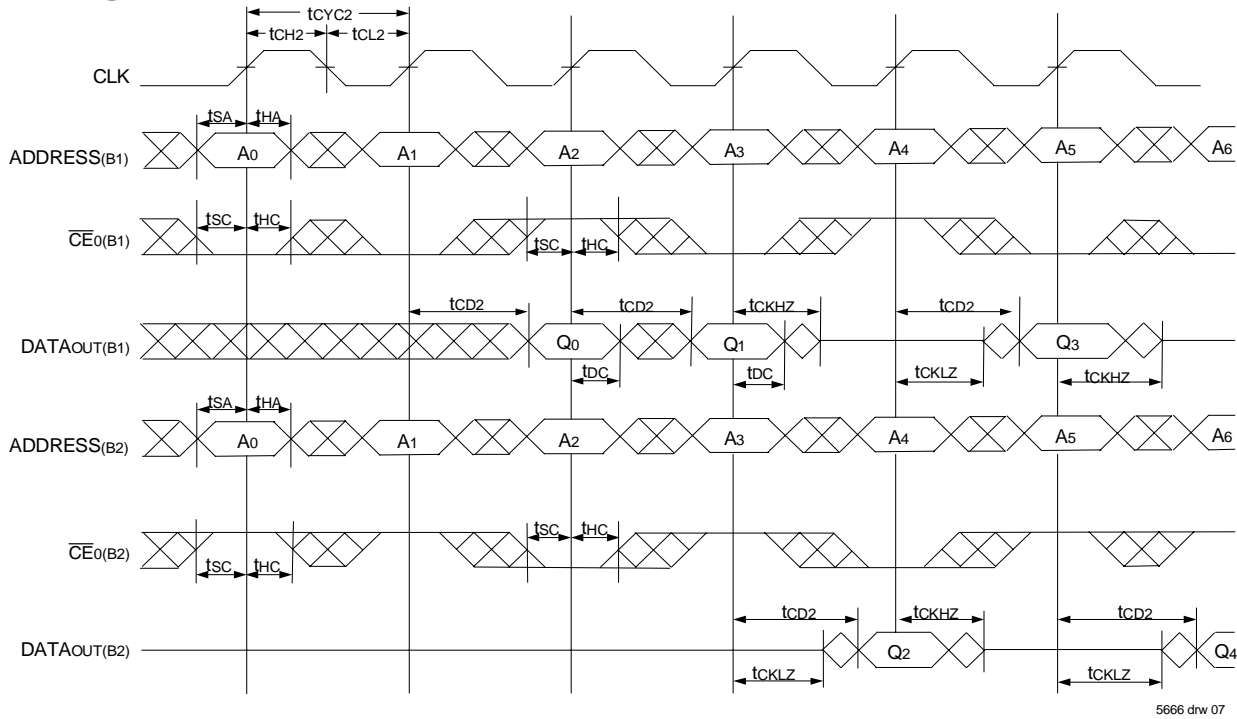 tCYC2
tCH2 tCL2
CLK
tSA tHA
ADDRESS(B1) A0 A1 A2 A3 A4 A5 A6
tSC tHC
CE0(B1) tSC tHC
tCD2 tCD2 tCKHZ tCD2
DATAOUT(B1) Q0 Q1 Q3
tDC tDC tCKLZ tCKHZ
tSA tHA
ADDRESS(B2) A0 A1 A2 A3 A4 A5 A6
tSC tHC
CE0(B2)
tSC tHC
tCD2 tCKHZ tCD2
DATAOUT(B2) Q2 Q4
tCKLZ tCKLZ
5666 drw 07